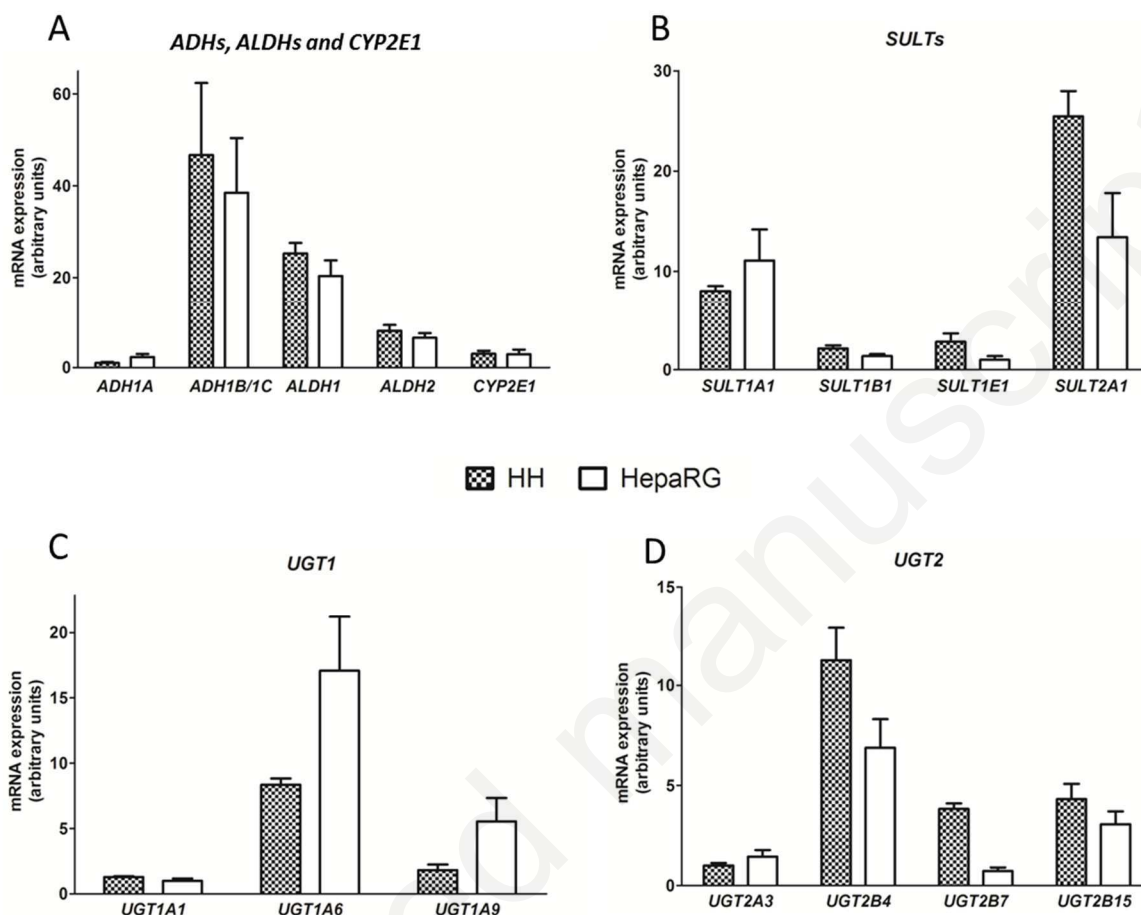 A
ADHs, ALDHs and CYP2E1
mRNA expression
(arbitrary units)
60
40
20
0
ADH1A ADH1B/1C ALDH1 ALDH2 CYP2E1
B
SULTs
mRNA expression
(arbitrary units)
30
20
10
0
SULT1A1 SULT1B1 SULT1E1 SULT2A1
HH HepaRG
C
UGT1
mRNA expression
(arbitrary units)
20
15
10
5
0
UGT1A1 UGT1A6 UGT1A9
D
UGT2
mRNA expression
(arbitrary units)
15
10
5
0
UGT2A3 UGT2B4 UGT2B7 UGT2B15
d manuscrip